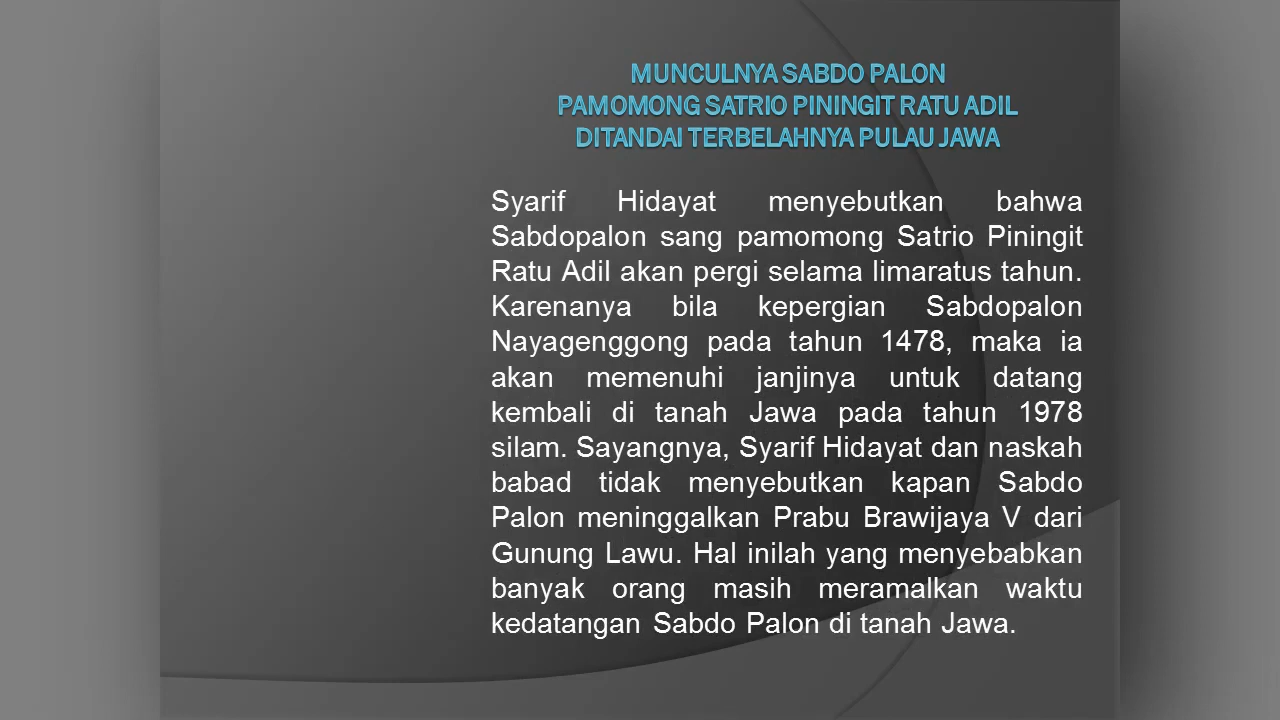 MUNCULNYA SABDO PALON
PAMOMONG SATRIO PININGIT RATU ADIL
DITANDAI TERBELAHNYA PULAU JAWA
Syarif Hidayat menyebutkan bahwa
Sabdopalon sang pamomong Satrio Piningit
Ratu Adil akan pergi selama limaratus tahun.
Karenanya bila kepergian Sabdopalon
Nayagenggong pada tahun 1478, maka ia
akan memenuhi janjinya untuk datang
kembali di tanah Jawa pada tahun 1978
silam. Sayangnya, Syarif Hidayat dan naskah
babad tidak menyebutkan kapan Sabdo
Palon meninggalkan Prabu Brawijaya V dari
Gunung Lawu. Hal inilah yang menyebabkan
banyak orang masih meramalkan waktu
kedatangan Sabdo Palon di tanah Jawa.